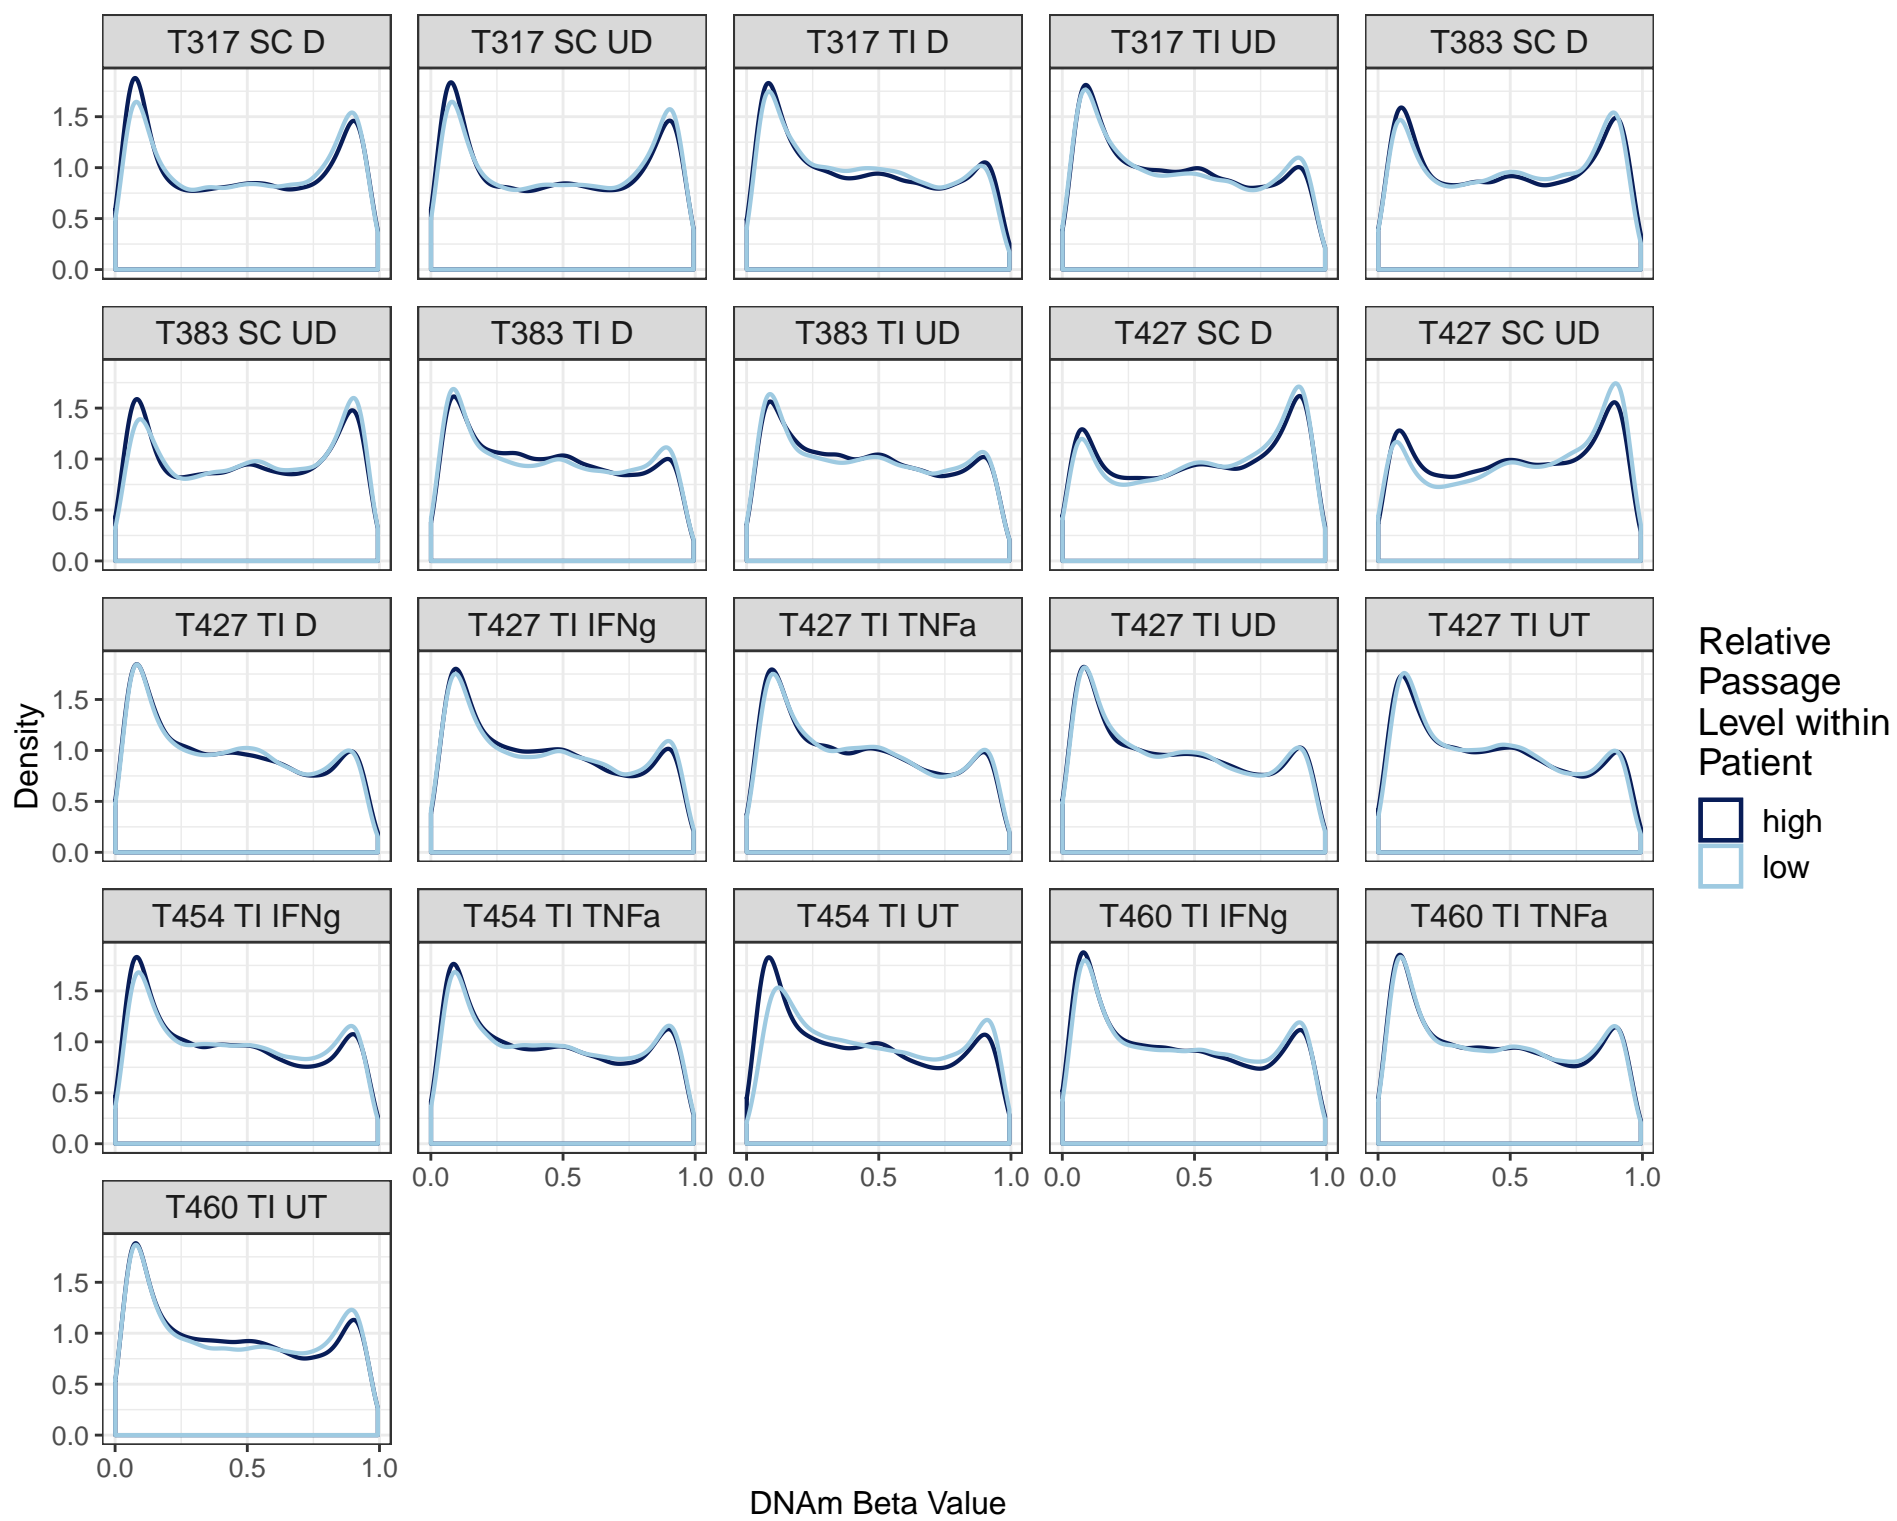 T317 SC D
T317 SC UD
T317 TI D
T317 TI UD
T383 SC D
1.5
1.0
0.5
0.0
T383 SC UD
T383 TI D
T383 TI UD
T427 SC D
T427 SC UD
1.5
1.0
0.5
0.0
T427 TI D
T427 TI IFNg
T427 TI TNFa
T427 TI UD
T427 TI UT
1.5
1.0
0.5
0.0
T454 TI IFNg
T454 TI TNFa
T454 TI UT
T460 TI IFNg
T460 TI TNFa
1.5
1.0
0.5
0.0
0.0 0.5 1.0
0.0 0.5 1.0
0.0 0.5 1.0
0.0 0.5 1.0
T460 TI UT
1.5
1.0
0.5
0.0
0.0 0.5 1.0
Density
DNAm Beta Value
Relative
Passage
Level within
Patient
high
low